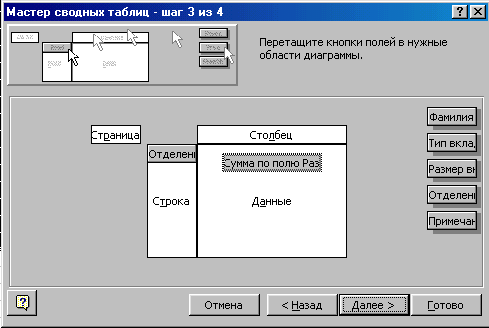 Мастер сводных таблиц - шаг 3 из 4
Перетащите кнопки полей в нужные
области диаграммы.
Страница
Столбец
Отделени
Сумма по полю Раз
Строка
Данные
Фамилия
Тип вкла,
Размер вк
Отделени
Примечан
Отмена
< Назад
Далее >
Готово